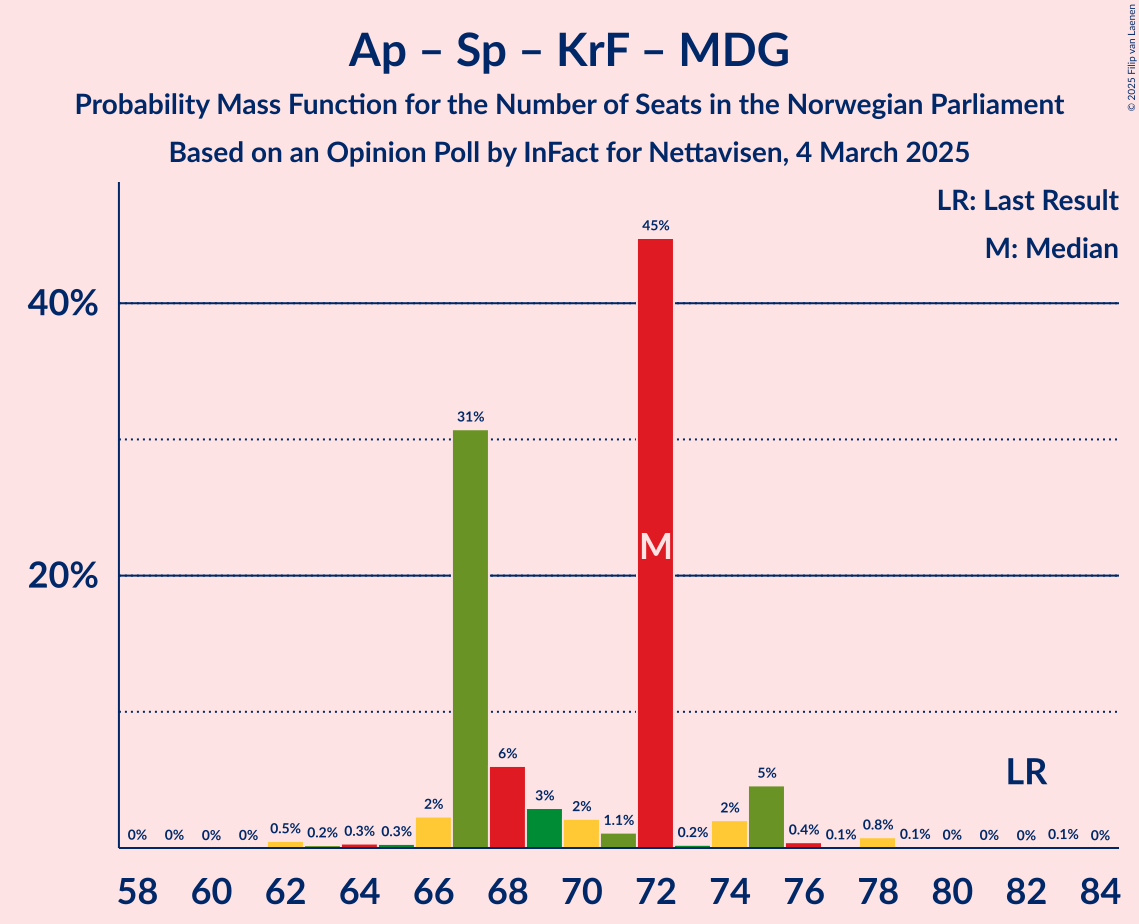 Ap – Sp – KrF – MDG
Probability Mass Function for the Number of Seats in the Norwegian Parliament
Based on an Opinion Poll by InFact for Nettavisen, 4 March 2025
© 2025 Filip van Laenen
LR: Last Result
M: Median
45%
40%
31%
M
20%
6%
5%
LR
3%
2% 2% 2%
1.1%
0% 0% 0% 0% 0.5% 0.2% 0.3% 0.3% 0.2% 0.4% 0.1% 0.8% 0.1% 0% 0% 0% 0.1% 0%
58 60 62 64 66 68 70 72 74 76 78 80 82 84